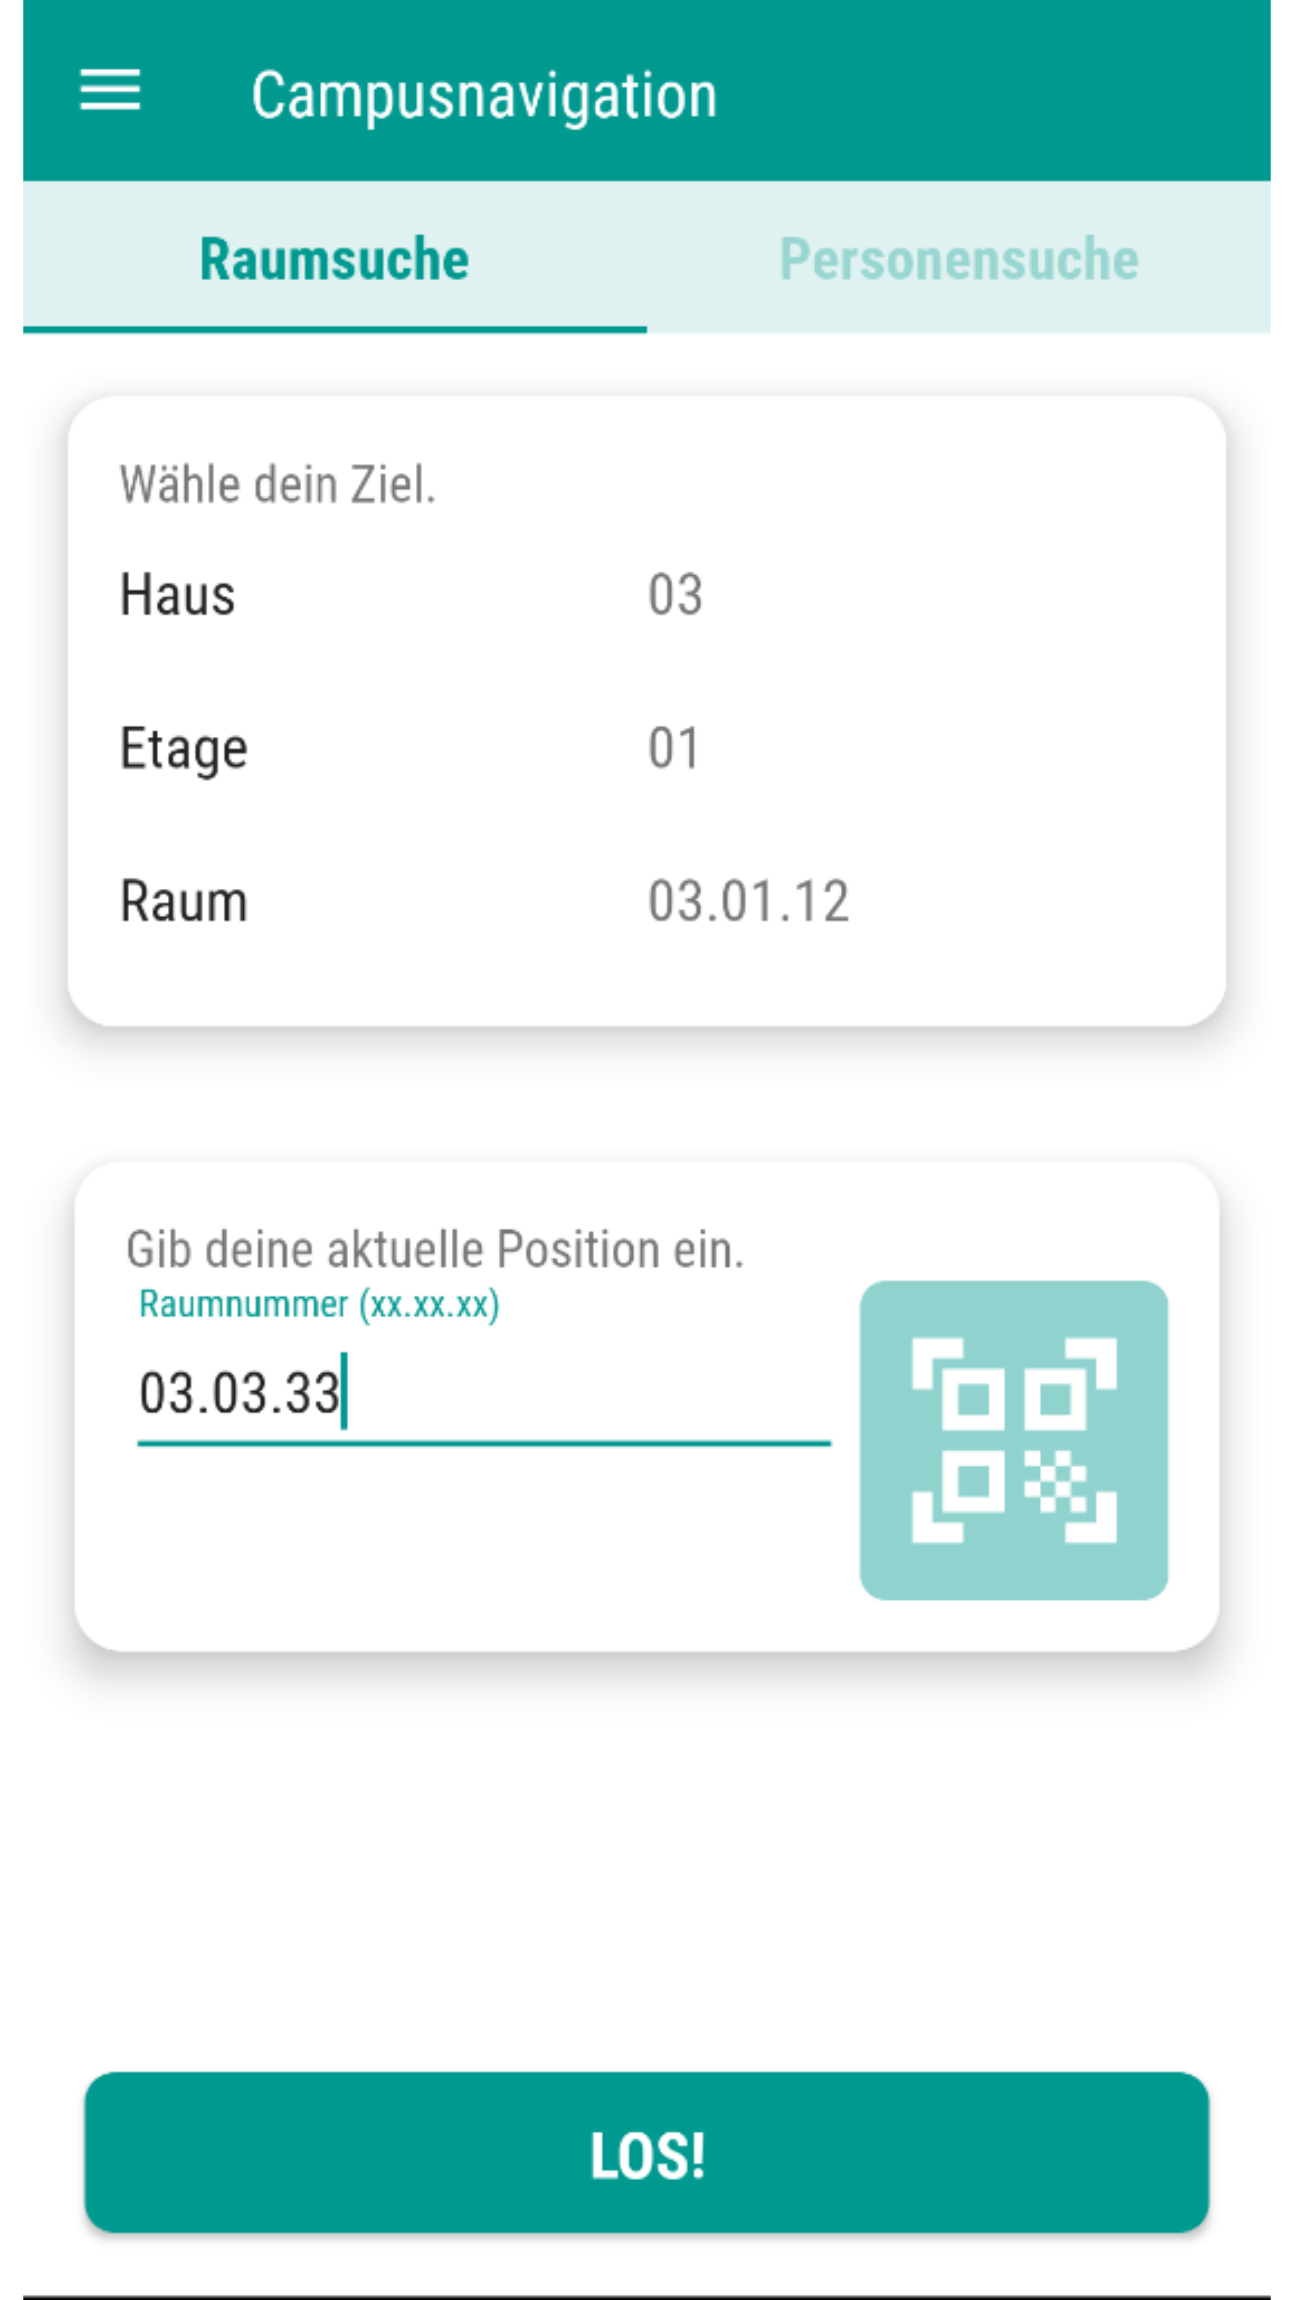 Campusnavigation
Raumsuche Personensuche
Wähle dein Ziel.
Haus 03
Etage 01
Raum 03.01.12
Gib deine aktuelle Position ein.
Raumnummer (xx.xx.xx)
03.03.33
LOS!